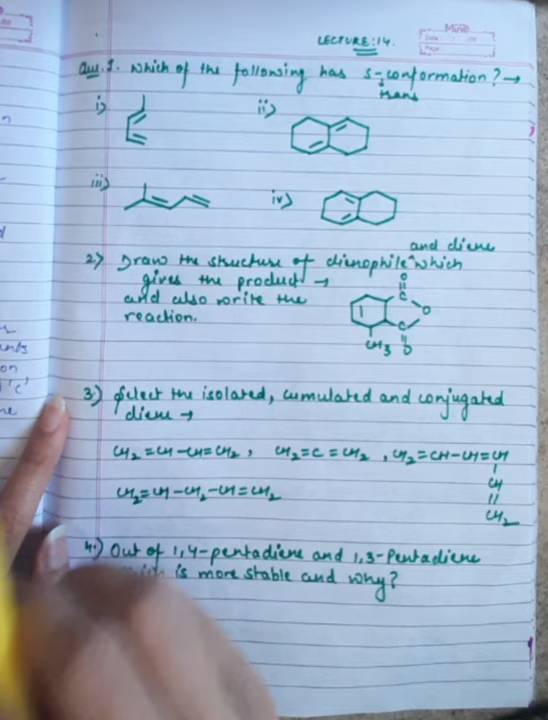 LECTURE:14.
Mine
Date
Page
Que.1. Which of the following has s-conformation? →
trans
i) ii)
iii) iv)
and diene
2) Draw the structure of dienophile^which
gives the product →
and also write the
reaction.
O
C
O
C
CH3 O
3) Select the isolated, cumulated and conjugated
diene →
CH2=CH-CH=CH2, CH2=C=CH2, CH2=CH-CH=CH
CH
CH2=CH-CH2-CH=CH2
CH2
4.) Out of 1,4-pentadiene and 1,3-Pentadiene
is more stable and why?